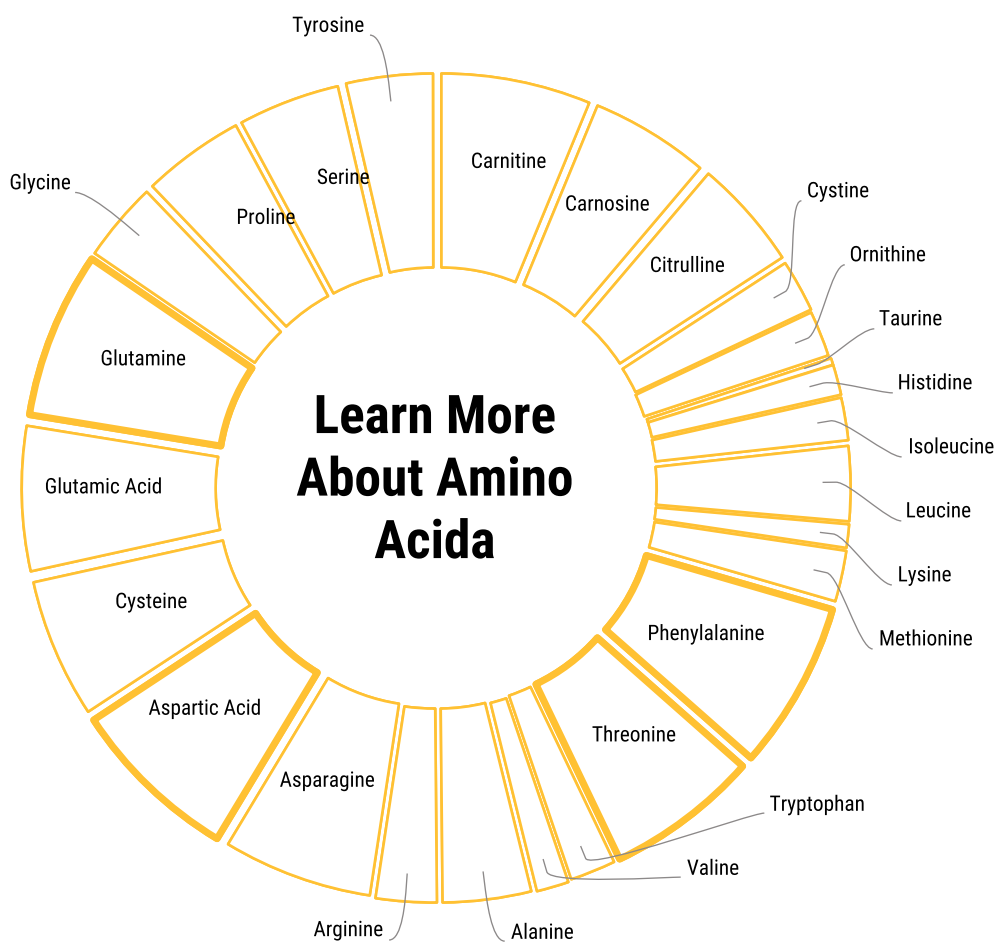 Tyrosine
Carnitine
Serine
Carnosine
Glycine
Cystine
Proline
Ornithine
Citrulline
Taurine
Glutamine
Histidine
Learn More
About Amino
Acida
Isoleucine
Glutamic Acid
Leucine
Lysine
Cysteine
Phenylalanine
Methionine
Aspartic Acid
Threonine
Asparagine
Tryptophan
Valine
Arginine
Alanine